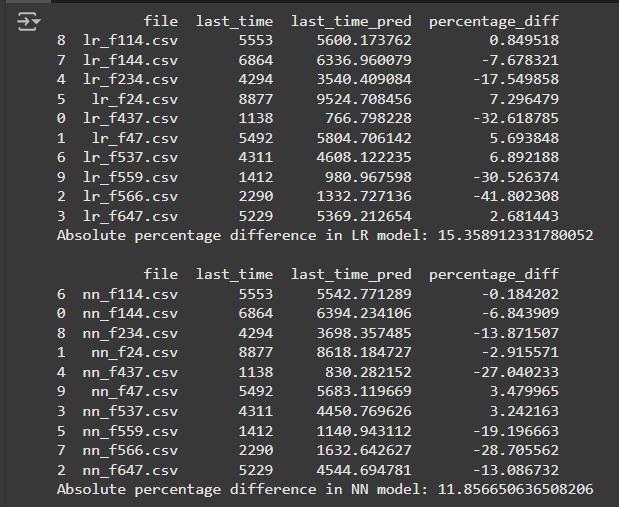 file last_time last_time_pred percentage_diff
8 lr_f114.csv 5553 5600.173762 0.849518
7 lr_f144.csv 6864 6336.960079 -7.678321
4 lr_f234.csv 4294 3540.409084 -17.549858
5 lr_f24.csv 8877 9524.708456 7.296479
0 lr_f437.csv 1138 766.798228 -32.618785
1 lr_f47.csv 5492 5804.706142 5.693848
6 lr_f537.csv 4311 4608.122235 6.892188
9 lr_f559.csv 1412 980.967598 -30.526374
2 lr_f566.csv 2290 1332.727136 -41.802308
3 lr_f647.csv 5229 5369.212654 2.681443
Absolute percentage difference in LR model: 15.358912331780052
file last_time last_time_pred percentage_diff
6 nn_f114.csv 5553 5542.771289 -0.184202
0 nn_f144.csv 6864 6394.234106 -6.843909
8 nn_f234.csv 4294 3698.357485 -13.871507
1 nn_f24.csv 8877 8618.184727 -2.915571
4 nn_f437.csv 1138 830.282152 -27.040233
9 nn_f47.csv 5492 5683.119669 3.479965
3 nn_f537.csv 4311 4450.769626 3.242163
5 nn_f559.csv 1412 1140.943112 -19.196663
7 nn_f566.csv 2290 1632.642627 -28.705562
2 nn_f647.csv 5229 4544.694781 -13.086732
Absolute percentage difference in NN model: 11.856650636508206